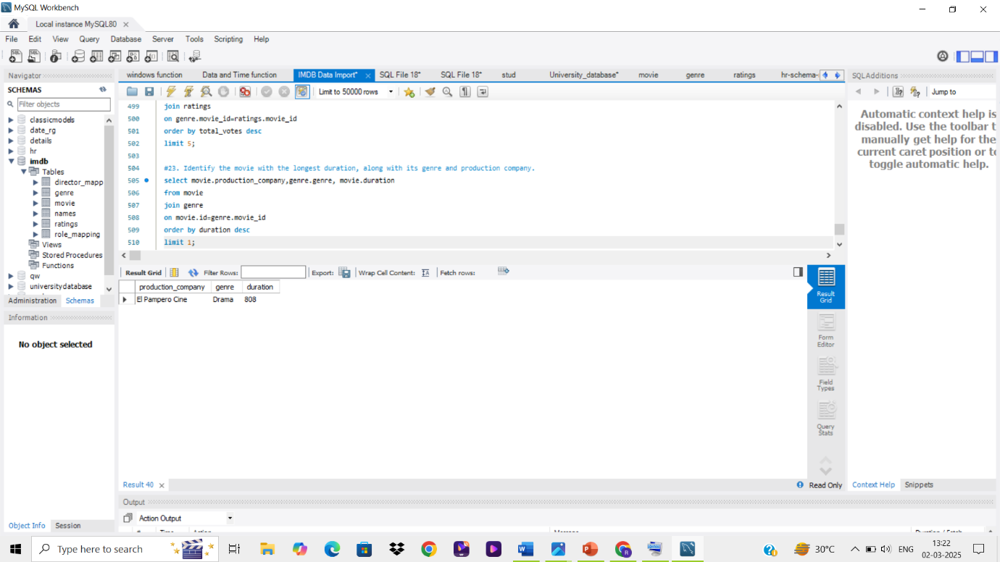 MySQL Workbench
Local instance MySQL80
File Edit View Query Database Server Tools Scripting Help
Navigator
SCHEMAS
Filter objects
classicmodels
date_rg
details
hr
imdb
Tables
director_mapp
genre
movie
names
ratings
role_mapping
Views
Stored Procedures
Functions
qw
universitydatabase
Administration Schemas
Information
No object selected
Object Info Session
windows function Data and Time function IMDB Data Import* SQL File 18* SQL File 18* stud University_database* movie genre ratings hr-schema-
Limit to 50000 rows
499 join ratings
500 on genre.movie_id=ratings.movie_id
501 order by total_votes desc
502 limit 5;
503
504 #23. Identify the movie with the longest duration, along with its genre and production company.
505 select movie.production_company,genre.genre, movie.duration
506 from movie
507 join genre
508 on movie.id=genre.movie_id
509 order by duration desc
510 limit 1;
Result Grid Filter Rows: Export: Wrap Cell Content: Fetch rows:
production_company genre duration
El Pampero Cine Drama 808
Result Grid
Form Editor
Field Types
Query Stats
Result 40
Read Only
Output
Action Output
SQLAdditions
Jump to
Automatic context help is
disabled. Use the toolbar t
manually get help for the
current caret position or to
toggle automatic help.
Context Help Snippets
Type here to search
30°C
ENG
13:22
02-03-2025